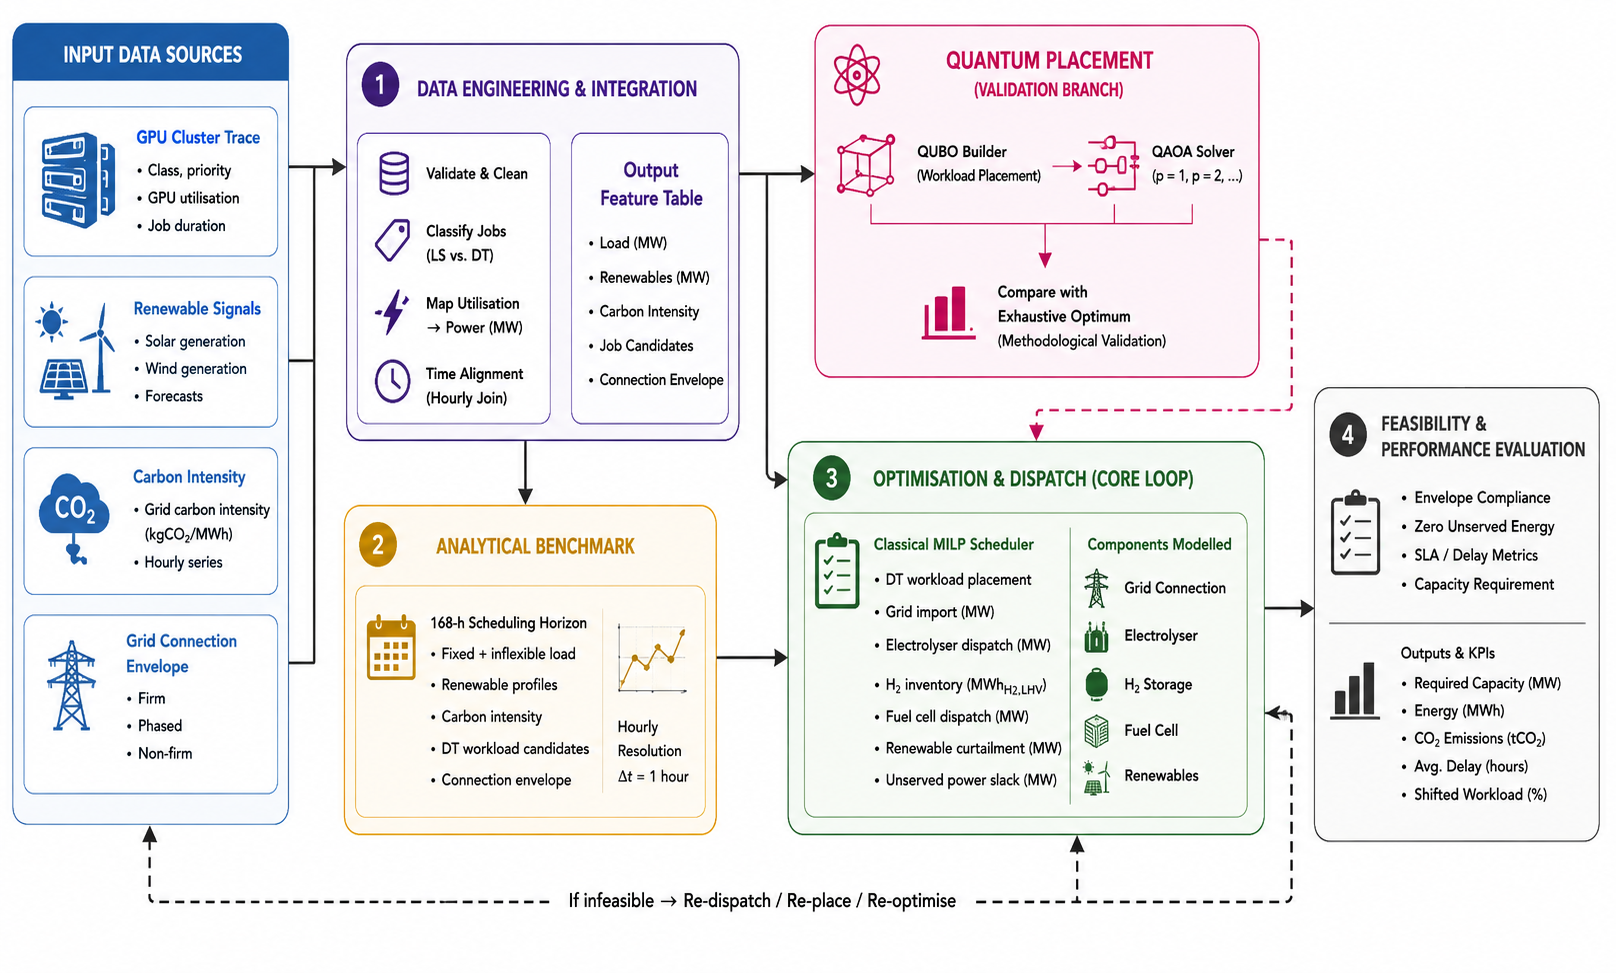 INPUT DATA SOURCES
GPU Cluster Trace
• Class, priority
• GPU utilisation
• Job duration
Renewable Signals
• Solar generation
• Wind generation
• Forecasts
CO₂
Carbon Intensity
• Grid carbon intensity
(kgCO₂/MWh)
• Hourly series
Grid Connection
Envelope
• Firm
• Phased
• Non-firm
1
DATA ENGINEERING & INTEGRATION
Validate & Clean
Classify Jobs
(LS vs. DT)
Map Utilisation
→ Power (MW)
Time Alignment
(Hourly Join)
Output
Feature Table
• Load (MW)
• Renewables (MW)
• Carbon Intensity
• Job Candidates
• Connection Envelope
2
ANALYTICAL BENCHMARK
168-h Scheduling Horizon
• Fixed + inflexible load
• Renewable profiles
• Carbon intensity
• DT workload candidates
• Connection envelope
Hourly
Resolution
Δt = 1 hour
QUANTUM PLACEMENT
(VALIDATION BRANCH)
QUBO Builder
(Workload Placement)
QAOA Solver
(p = 1, p = 2, ...)
Compare with
Exhaustive Optimum
(Methodological Validation)
3
OPTIMISATION & DISPATCH (CORE LOOP)
Classical MILP Scheduler
• DT workload placement
• Grid import (MW)
• Electrolyser dispatch (MW)
• H₂ inventory (MWh_H2,LHV)
• Fuel cell dispatch (MW)
• Renewable curtailment (MW)
• Unserved power slack (MW)
Components Modelled
Grid Connection
Electrolyser
H₂ Storage
Fuel Cell
Renewables
4
FEASIBILITY &
PERFORMANCE EVALUATION
• Envelope Compliance
• Zero Unserved Energy
• SLA / Delay Metrics
• Capacity Requirement
Outputs & KPIs
• Required Capacity (MW)
• Energy (MWh)
• CO₂ Emissions (tCO₂)
• Avg. Delay (hours)
• Shifted Workload (%)
If infeasible → Re-dispatch / Re-place / Re-optimise